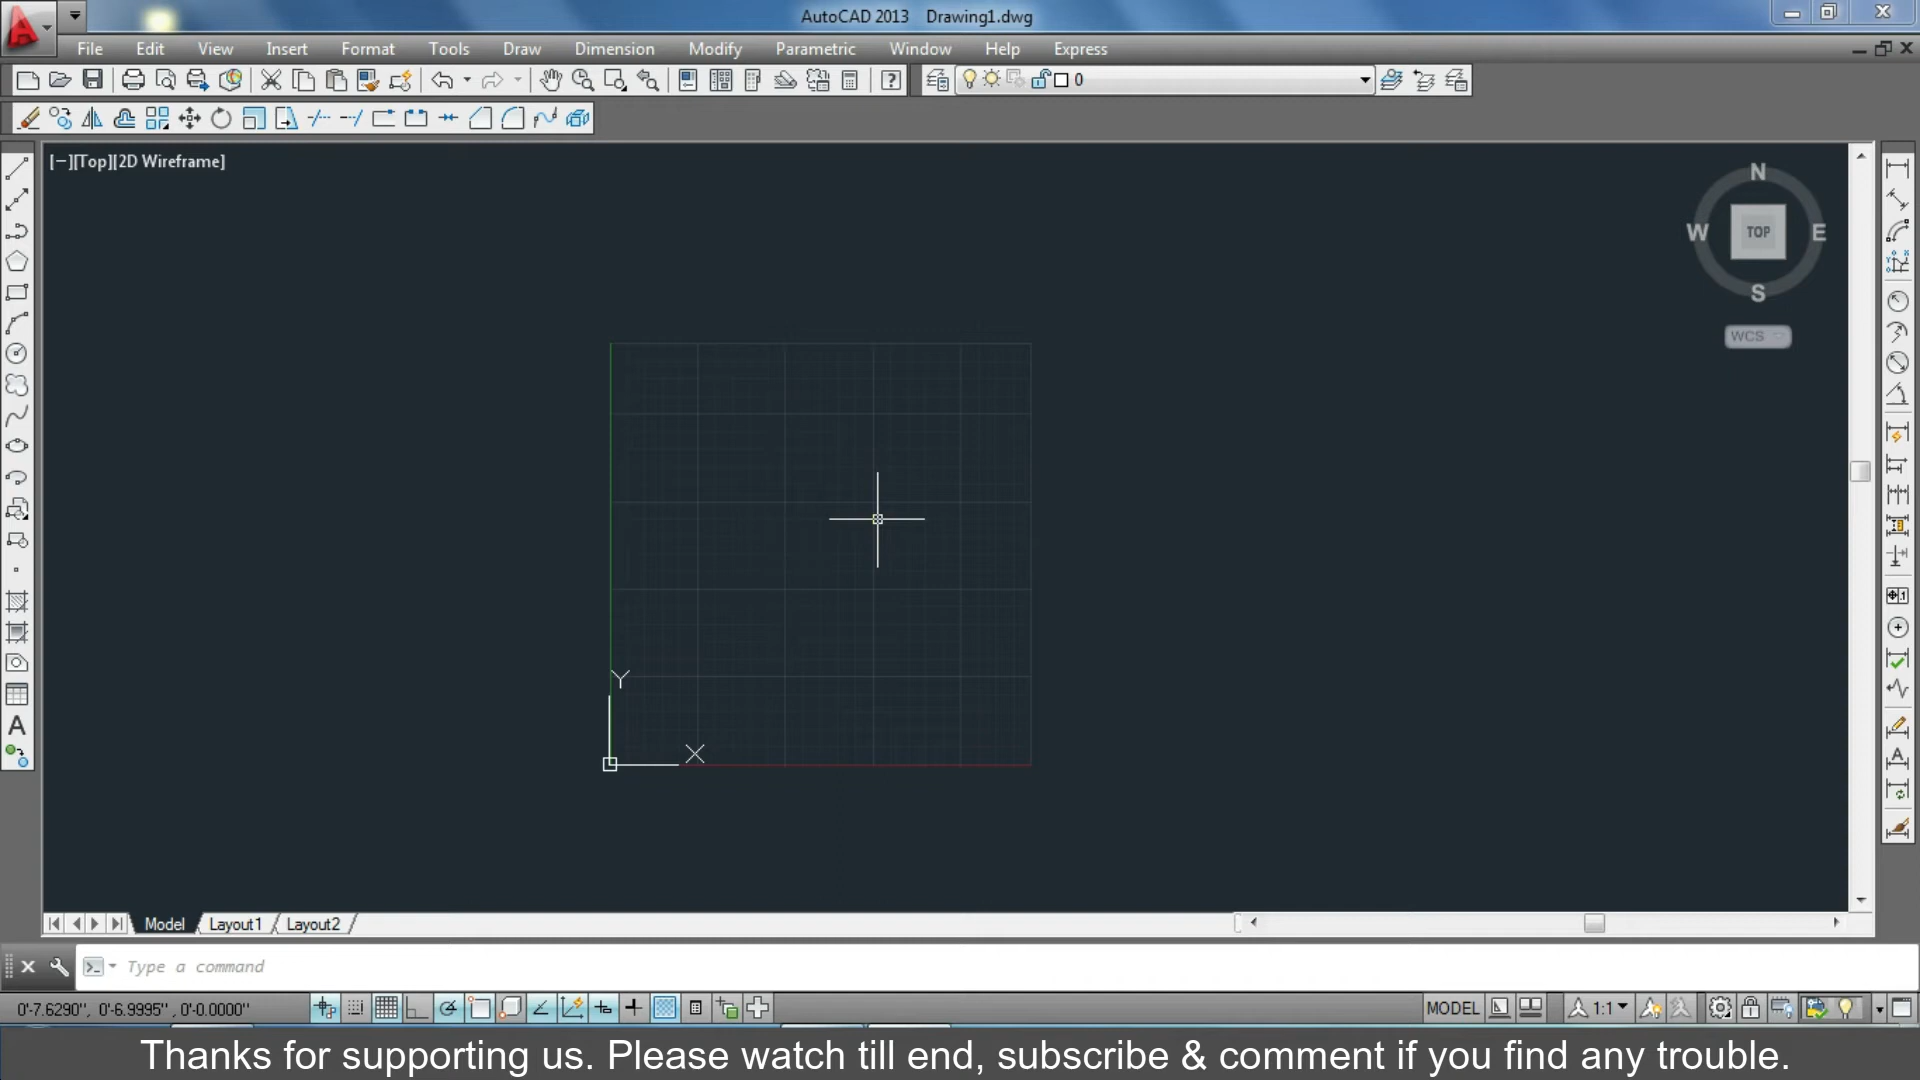 AutoCAD 2013 Drawing1.dwg
File Edit View Insert Format Tools Draw Dimension Modify Parametric Window Help Express
0
[−][Top][2D Wireframe]
N
W TOP E
S
WCS
Y
X
A
Model Layout1 Layout2
Type a command
0'-7.6290", 0'-6.9995" , 0'-0.0000" MODEL 1:1
Thanks for supporting us. Please watch till end, subscribe & comment if you find any trouble.